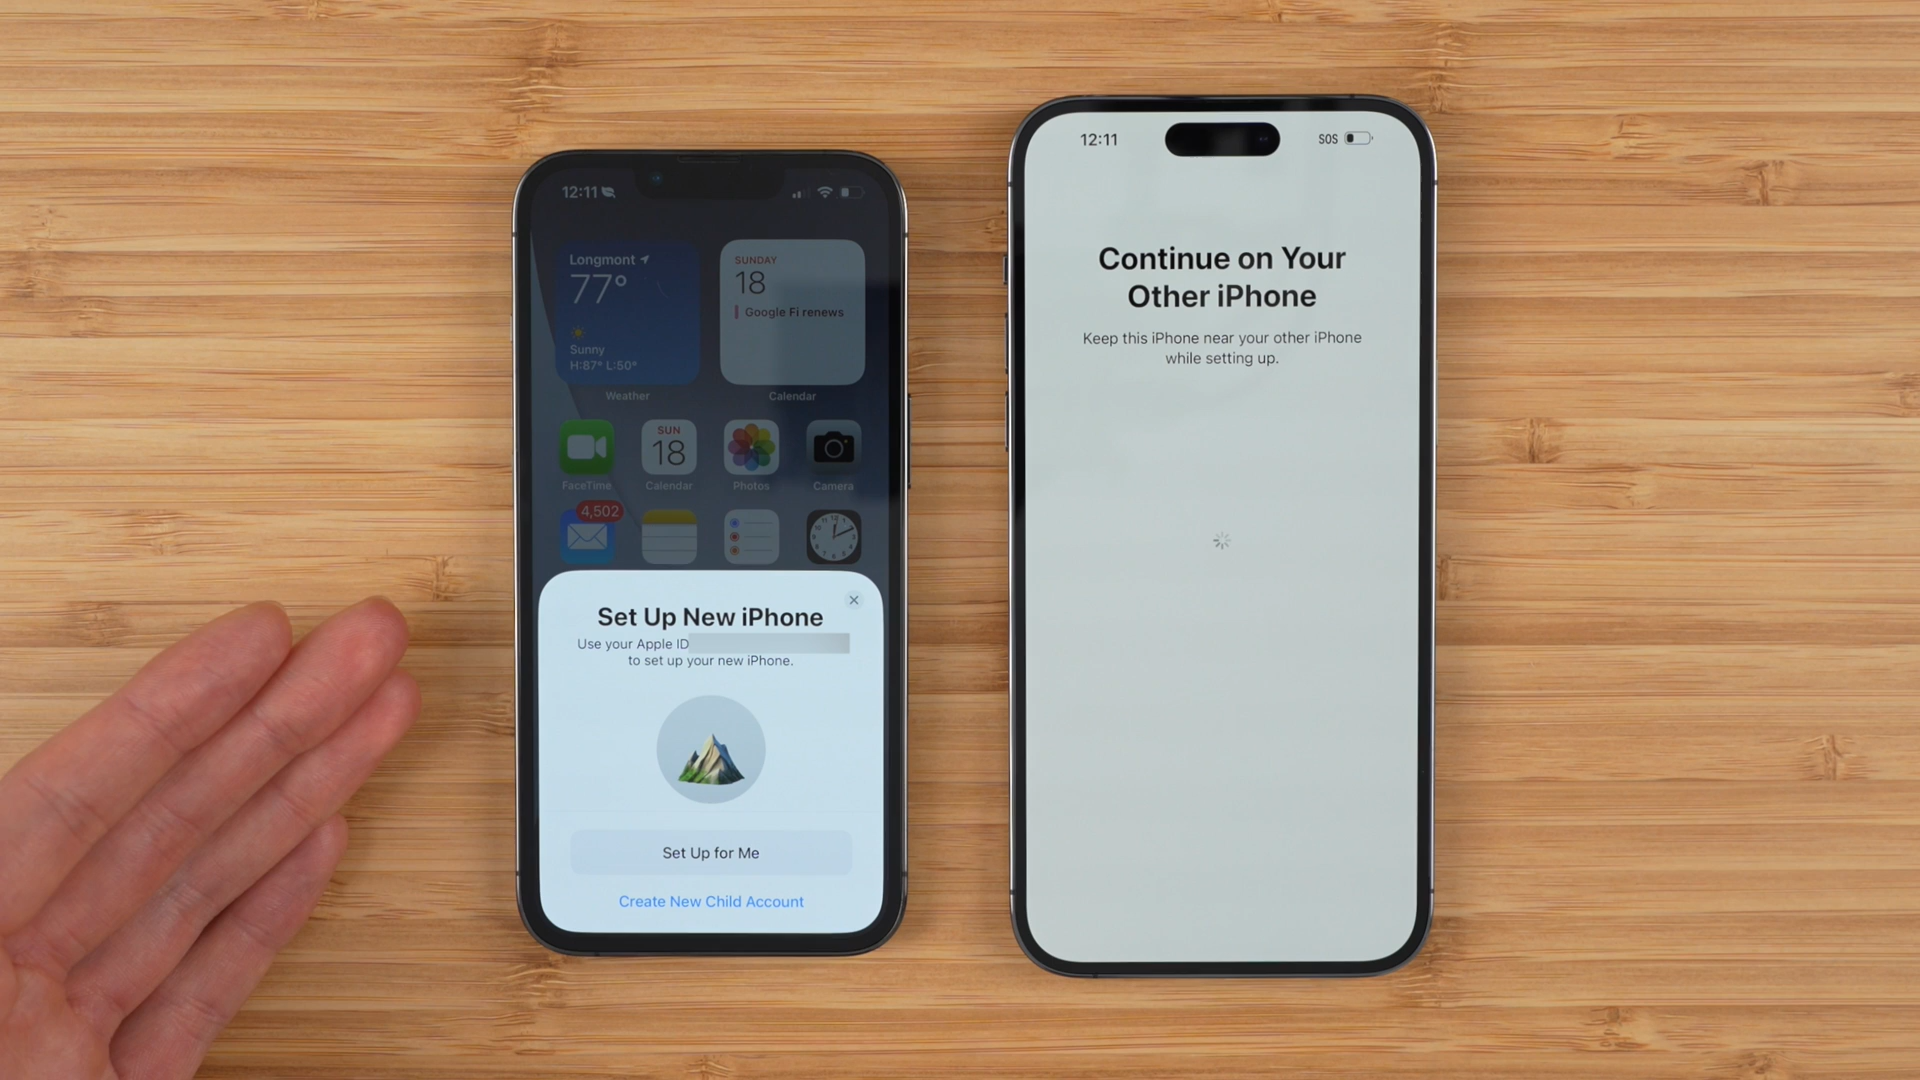 12:11
Longmont
77°
Sunny
H:87° L:50°
Weather
SUNDAY
18
Google Fi renews
Calendar
FaceTime
SUN
18
Calendar
Photos
Camera
4,502
Set Up New iPhone
Use your Apple ID
to set up your new iPhone.
Set Up for Me
Create New Child Account
12:11
SOS
Continue on Your
Other iPhone
Keep this iPhone near your other iPhone
while setting up.